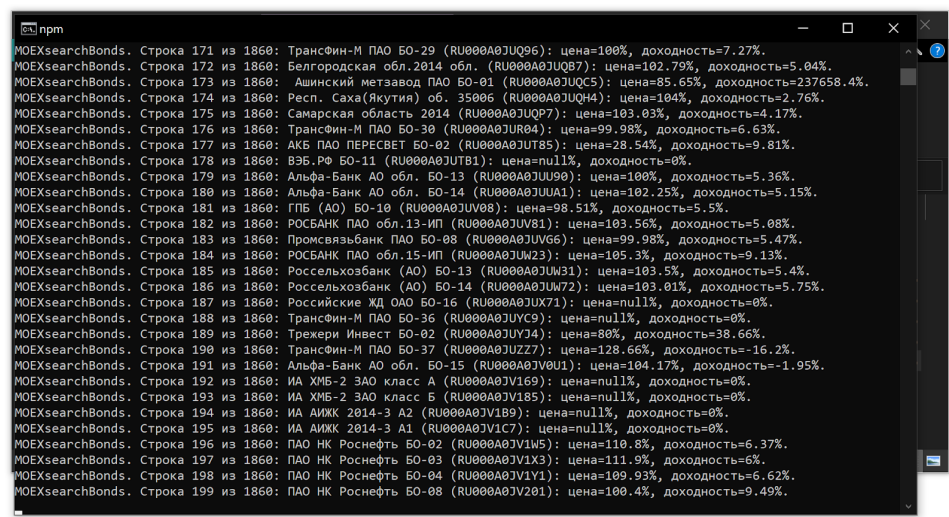 npm
MOEXsearchBonds. Строка 171 из 1860: ТрансФин-М ПАО БО-29 (RU000A0JUQ96): цена=100%, доходность=7.27%.
MOEXsearchBonds. Строка 172 из 1860: Белгородская обл.2014 обл. (RU000A0JUQB7): цена=102.79%, доходность=5.04%.
MOEXsearchBonds. Строка 173 из 1860:  Ашинский метзавод ПАО БО-01 (RU000A0JUQC5): цена=85.65%, доходность=237658.4%.
MOEXsearchBonds. Строка 174 из 1860: Респ. Саха(Якутия) об. 35006 (RU000A0JUQH4): цена=104%, доходность=2.76%.
MOEXsearchBonds. Строка 175 из 1860: Самарская область 2014 (RU000A0JUQP7): цена=103.03%, доходность=4.17%.
MOEXsearchBonds. Строка 176 из 1860: ТрансФин-М ПАО БО-30 (RU000A0JUR04): цена=99.98%, доходность=6.63%.
MOEXsearchBonds. Строка 177 из 1860: АКБ ПАО ПЕРЕСВЕТ БО-02 (RU000A0JUT85): цена=28.54%, доходность=9.81%.
MOEXsearchBonds. Строка 178 из 1860: ВЭБ.РФ БО-11 (RU000A0JUTB1): цена=null%, доходность=0%.
MOEXsearchBonds. Строка 179 из 1860: Альфа-Банк АО обл. БО-13 (RU000A0JUU90): цена=100%, доходность=5.36%.
MOEXsearchBonds. Строка 180 из 1860: Альфа-Банк АО обл. БО-14 (RU000A0JUUA1): цена=102.25%, доходность=5.15%.
MOEXsearchBonds. Строка 181 из 1860: ГПБ (АО) БО-10 (RU000A0JUV08): цена=98.51%, доходность=5.5%.
MOEXsearchBonds. Строка 182 из 1860: РОСБАНК ПАО обл.13-ИП (RU000A0JUV81): цена=103.56%, доходность=5.08%.
MOEXsearchBonds. Строка 183 из 1860: Промсвязьбанк ПАО БО-08 (RU000A0JUVG6): цена=99.98%, доходность=5.47%.
MOEXsearchBonds. Строка 184 из 1860: РОСБАНК ПАО обл.15-ИП (RU000A0JUW23): цена=105.3%, доходность=9.13%.
MOEXsearchBonds. Строка 185 из 1860: Россельхозбанк (АО) БО-13 (RU000A0JUW31): цена=103.5%, доходность=5.4%.
MOEXsearchBonds. Строка 186 из 1860: Россельхозбанк (АО) БО-14 (RU000A0JUW72): цена=103.01%, доходность=5.75%.
MOEXsearchBonds. Строка 187 из 1860: Российские ЖД ОАО БО-16 (RU000A0JUX71): цена=null%, доходность=0%.
MOEXsearchBonds. Строка 188 из 1860: ТрансФин-М ПАО БО-36 (RU000A0JUYC9): цена=null%, доходность=0%.
MOEXsearchBonds. Строка 189 из 1860: Трежери Инвест БО-02 (RU000A0JUYJ4): цена=80%, доходность=38.66%.
MOEXsearchBonds. Строка 190 из 1860: ТрансФин-М ПАО БО-37 (RU000A0JUZZ7): цена=128.66%, доходность=-16.2%.
MOEXsearchBonds. Строка 191 из 1860: Альфа-Банк АО обл. БО-15 (RU000A0JV0U1): цена=104.17%, доходность=-1.95%.
MOEXsearchBonds. Строка 192 из 1860: ИА ХМБ-2 ЗАО класс А (RU000A0JV169): цена=null%, доходность=0%.
MOEXsearchBonds. Строка 193 из 1860: ИА ХМБ-2 ЗАО класс Б (RU000A0JV185): цена=null%, доходность=0%.
MOEXsearchBonds. Строка 194 из 1860: ИА АИЖК 2014-3 А2 (RU000A0JV1B9): цена=null%, доходность=0%.
MOEXsearchBonds. Строка 195 из 1860: ИА АИЖК 2014-3 А1 (RU000A0JV1C7): цена=null%, доходность=0%.
MOEXsearchBonds. Строка 196 из 1860: ПАО НК Роснефть БО-02 (RU000A0JV1W5): цена=110.8%, доходность=6.37%.
MOEXsearchBonds. Строка 197 из 1860: ПАО НК Роснефть БО-03 (RU000A0JV1X3): цена=111.9%, доходность=6%.
MOEXsearchBonds. Строка 198 из 1860: ПАО НК Роснефть БО-04 (RU000A0JV1Y1): цена=109.93%, доходность=6.62%.
MOEXsearchBonds. Строка 199 из 1860: ПАО НК Роснефть БО-08 (RU000A0JV201): цена=100.4%, доходность=9.49%.